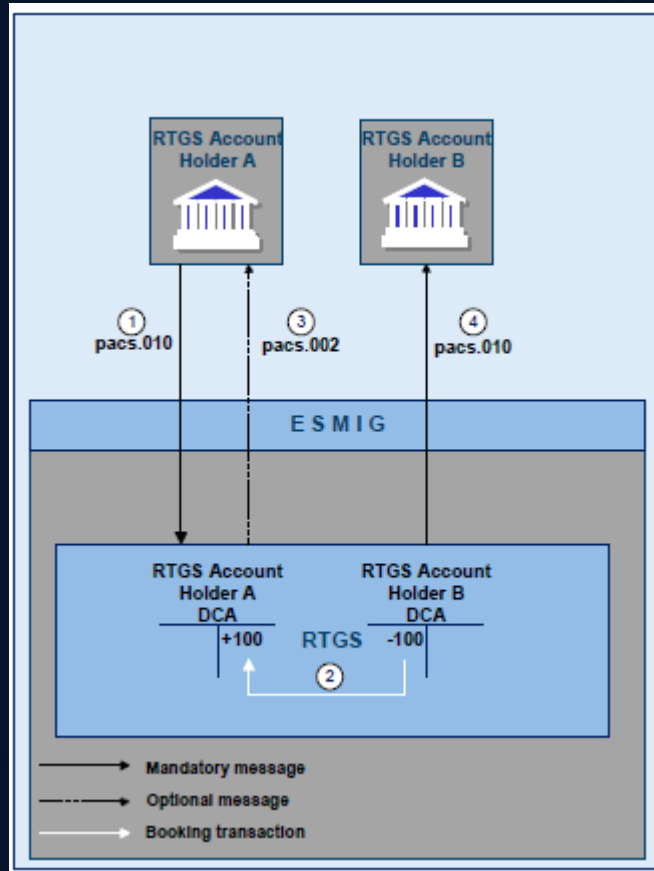 RTGS Account
Holder A
RTGS Account
Holder B
1
pacs.010
3
pacs.002
4
pacs.010
ESMIG
RTGS Account
Holder A
DCA
RTGS Account
Holder B
DCA
+100
RTGS
-100
2
Mandatory message
Optional message
Booking transaction